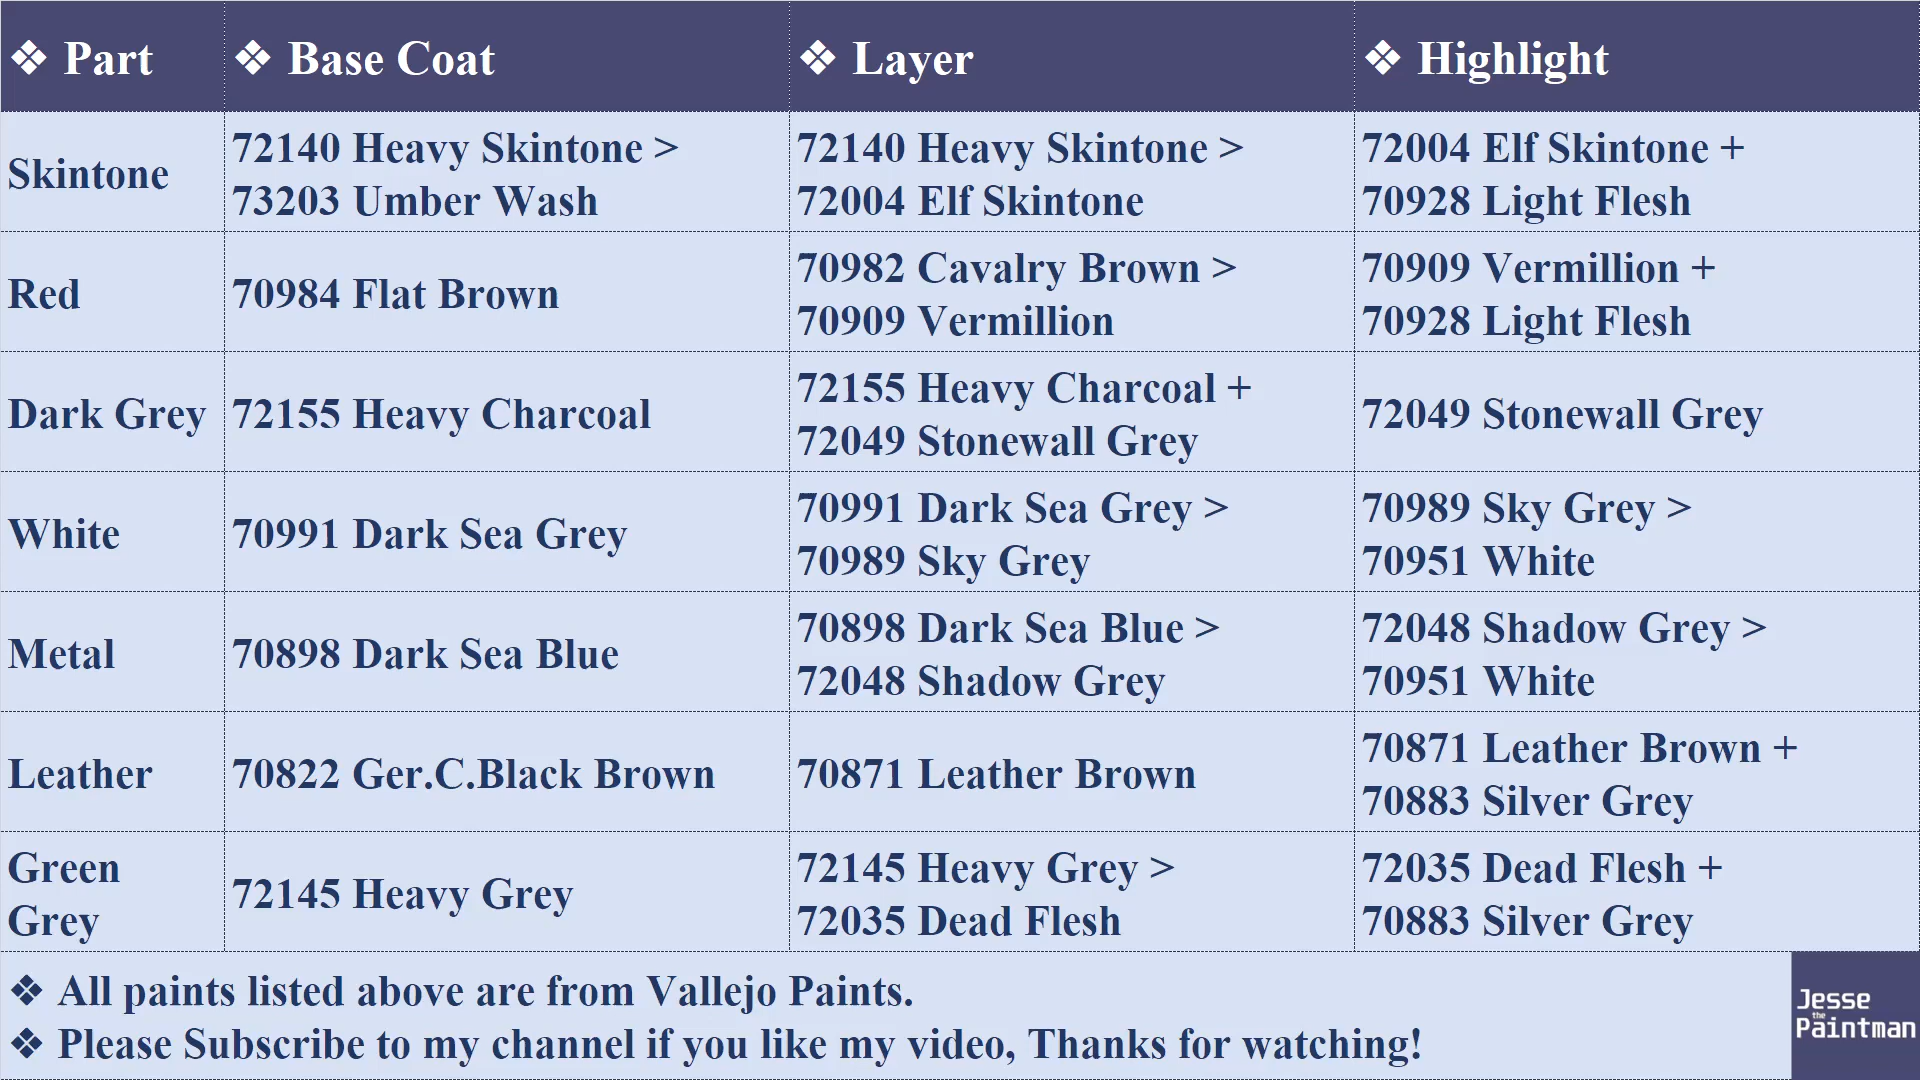 ❖ Part ❖ Base Coat ❖ Layer ❖ Highlight
Skintone
72140 Heavy Skintone >
73203 Umber Wash
72140 Heavy Skintone >
72004 Elf Skintone
72004 Elf Skintone +
70928 Light Flesh
Red
70984 Flat Brown
70982 Cavalry Brown >
70909 Vermillion
70909 Vermillion +
70928 Light Flesh
Dark Grey
72155 Heavy Charcoal
72155 Heavy Charcoal +
72049 Stonewall Grey
72049 Stonewall Grey
White
70991 Dark Sea Grey
70991 Dark Sea Grey >
70989 Sky Grey
70989 Sky Grey >
70951 White
Metal
70898 Dark Sea Blue
70898 Dark Sea Blue >
72048 Shadow Grey
72048 Shadow Grey >
70951 White
Leather
70822 Ger.C.Black Brown
70871 Leather Brown
70871 Leather Brown +
70883 Silver Grey
Green
Grey
72145 Heavy Grey
72145 Heavy Grey >
72035 Dead Flesh
72035 Dead Flesh +
70883 Silver Grey
❖ All paints listed above are from Vallejo Paints.
❖ Please Subscribe to my channel if you like my video, Thanks for watching!
Jesse
the
Paintman